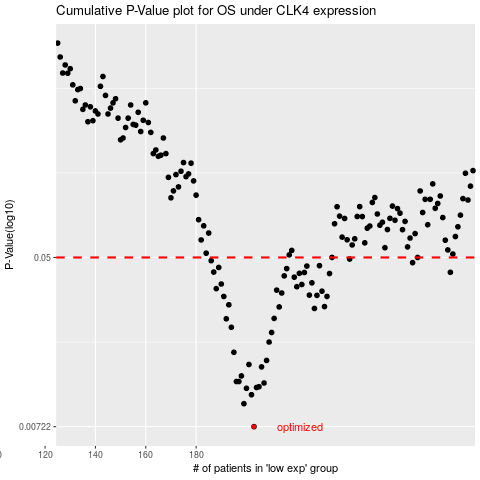 Cumulative P-Value plot for OS under CLK4 expression
P-Value(log10)
0.05
0.00722
optimized
0 120 140 160 180
# of patients in 'low exp' group